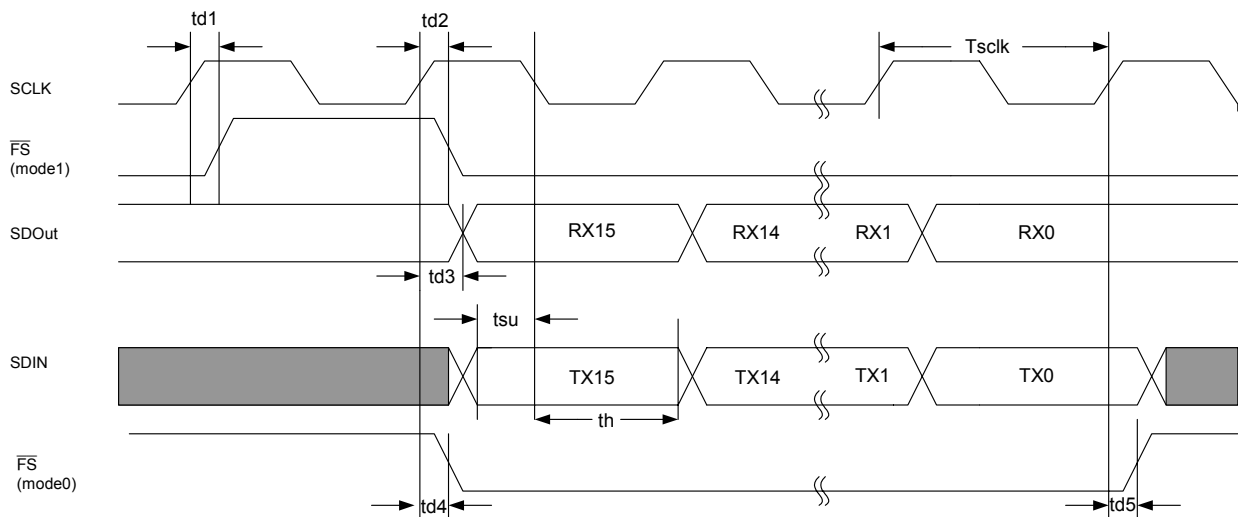 td1
td2
Tsclk
SCLK
FS
(mode1)
SDOut
RX15
RX14
RX1
RX0
td3
tsu
SDIN
TX15
TX14
TX1
TX0
th
FS
(mode0)
td4
td5